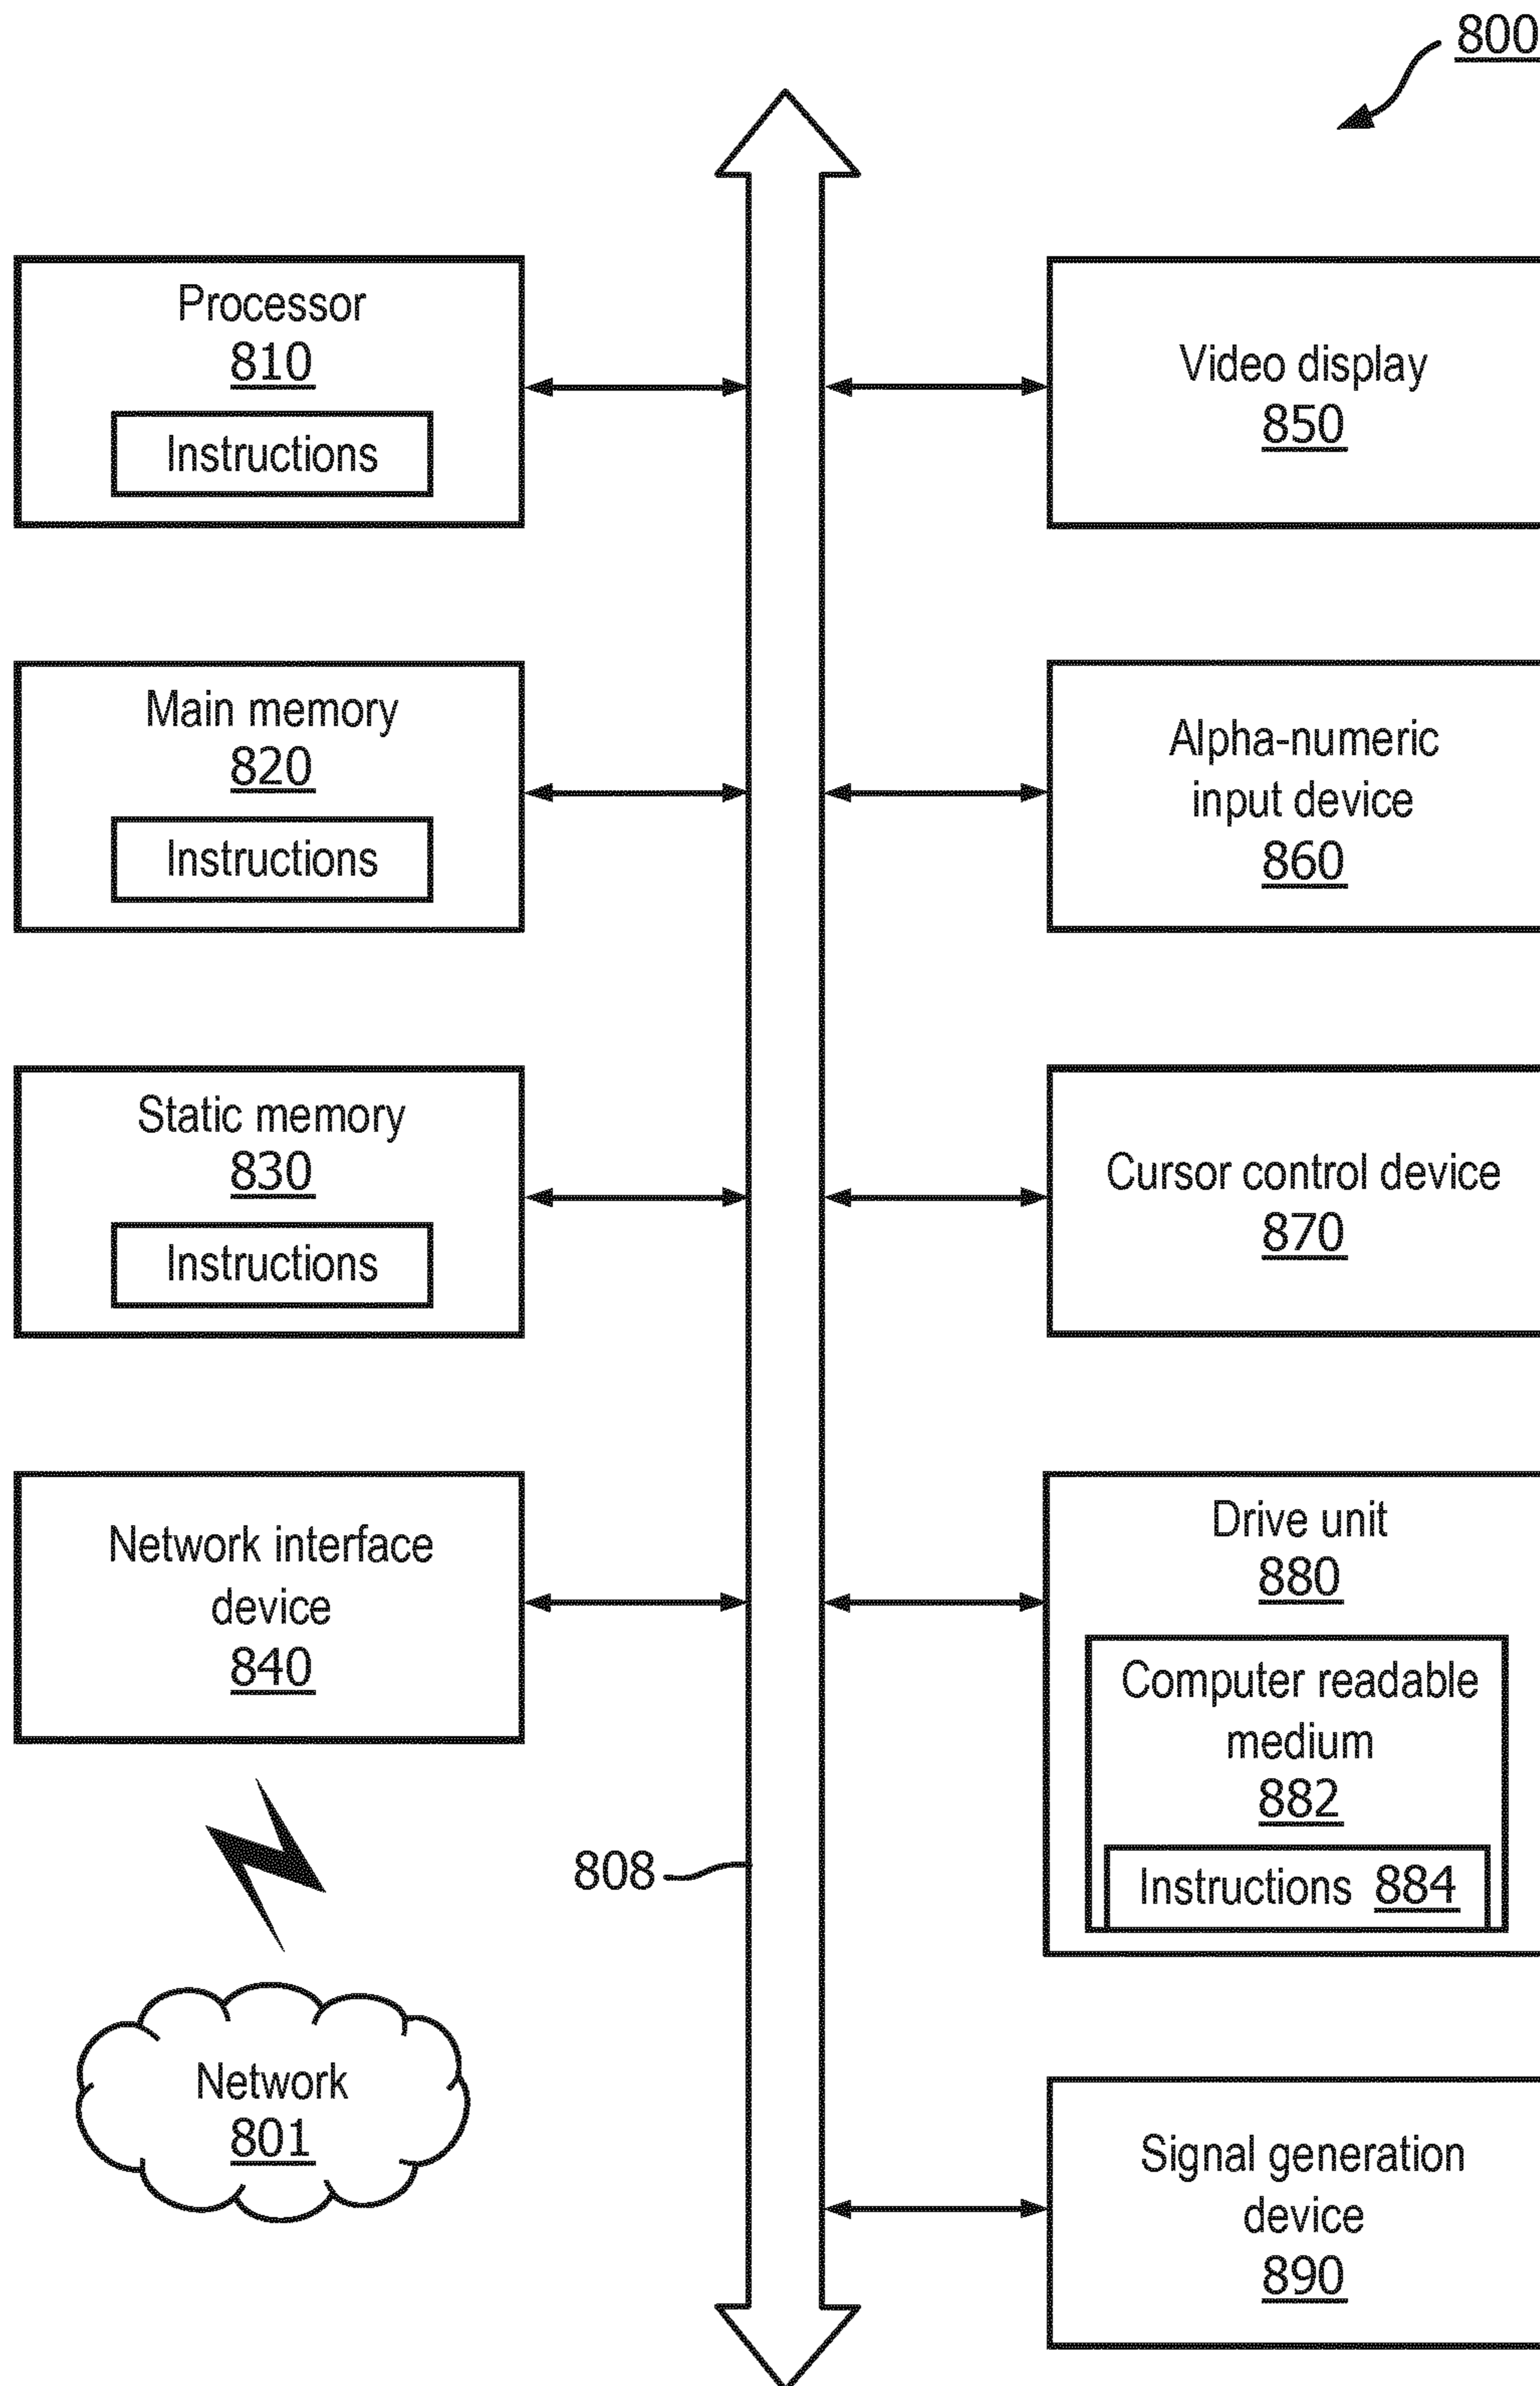 800
Processor
810
Instructions
Video display
850
Main memory
820
Instructions
Alpha-numeric
input device
860
Static memory
830
Instructions
Cursor control device
870
Network interface
device
840
Drive unit
880
Computer readable
medium
882
Instructions 884
808
Network
801
Signal generation
device
890